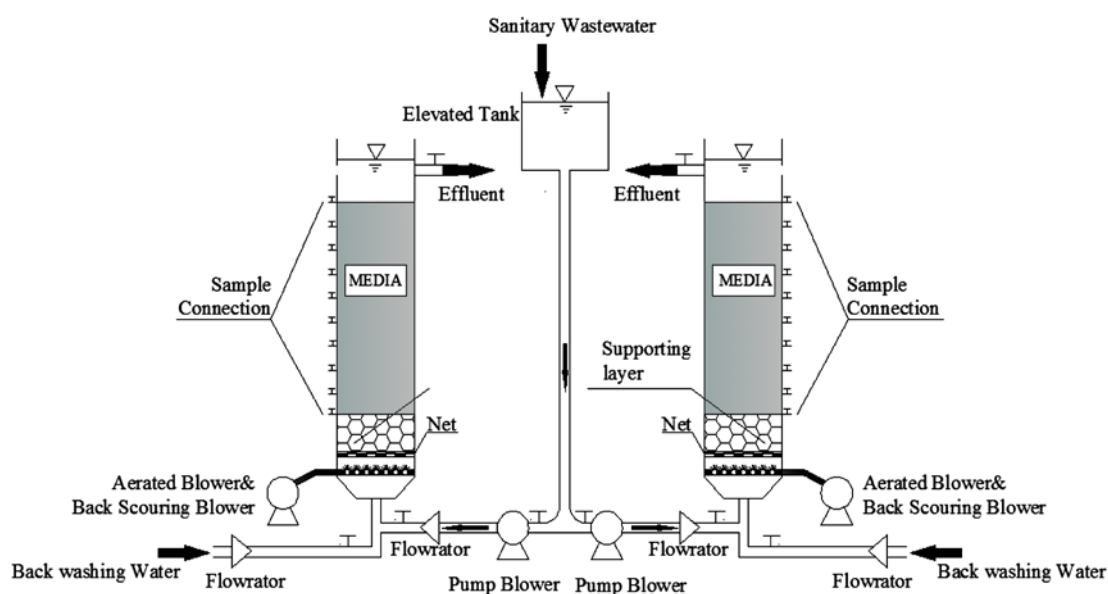 Sanitary Wastewater
Elevated Tank
Effluent
Effluent
MEDIA
MEDIA
Sample
Connection
Sample
Connection
Supporting
layer
Net
Net
Aerated Blower&
Back Scouring Blower
Aerated Blower&
Back Scouring Blower
Flowrator
Flowrator
Back washing Water
Flowrator
Pump Blower
Pump Blower
Flowrator
Back washing Water